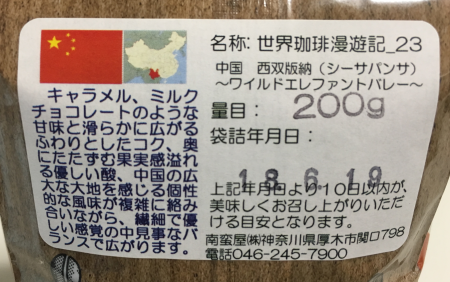 名称: 世界珈琲漫遊記_23
中国　西双版納（シーサパンサ）
～ワイルドエレファントバレー～
量目： 200g
袋詰年月日：
18.6.19
上記年月日より10日以内が、
美味しくお召し上がりいただ
ける目安となります。
南蛮屋㈱神奈川県厚木市関口798
電話046-245-7900
キャラメル、ミルク
チョコレートのような
甘味と滑らかに広がる
ふわりとしたコク、奥
にたたずむ果実感溢れ
る優しい酸、中国の広
大な大地を感じる個性
的な風味が複雑に絡み
合いながら、繊細で優
しい感覚の中見事なバ
ランスで広がります。